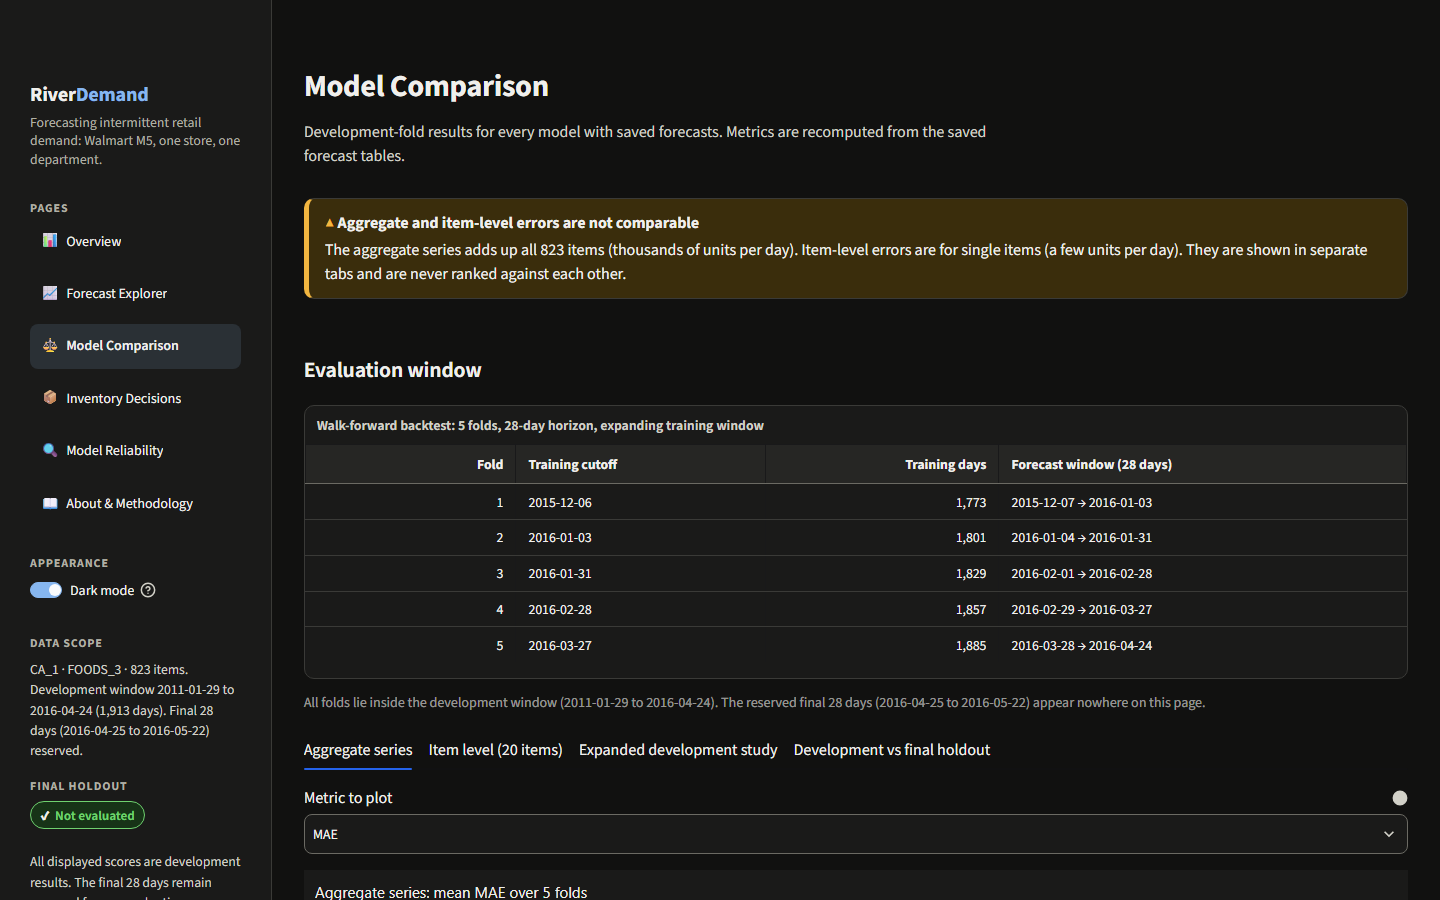 RiverDemand
Forecasting intermittent retail
demand: Walmart M5, one store, one
department.
PAGES
Overview
Forecast Explorer
Model Comparison
Inventory Decisions
Model Reliability
About & Methodology
APPEARANCE
Dark mode
DATA SCOPE
CA_1 · FOODS_3 · 823 items.
Development window 2011-01-29 to
2016-04-24 (1,913 days). Final 28
days (2016-04-25 to 2016-05-22)
reserved.
FINAL HOLDOUT
✔ Not evaluated
All displayed scores are development
results. The final 28 days remain
Model Comparison
Development-fold results for every model with saved forecasts. Metrics are recomputed from the saved
forecast tables.
▲ Aggregate and item-level errors are not comparable
The aggregate series adds up all 823 items (thousands of units per day). Item-level errors are for single items (a few units per day). They are shown in separate
tabs and are never ranked against each other.
Evaluation window
Walk-forward backtest: 5 folds, 28-day horizon, expanding training window
Fold Training cutoff Training days Forecast window (28 days)
1 2015-12-06 1,773 2015-12-07 → 2016-01-03
2 2016-01-03 1,801 2016-01-04 → 2016-01-31
3 2016-01-31 1,829 2016-02-01 → 2016-02-28
4 2016-02-28 1,857 2016-02-29 → 2016-03-27
5 2016-03-27 1,885 2016-03-28 → 2016-04-24
All folds lie inside the development window (2011-01-29 to 2016-04-24). The reserved final 28 days (2016-04-25 to 2016-05-22) appear nowhere on this page.
Aggregate series Item level (20 items) Expanded development study Development vs final holdout
Metric to plot
MAE
Aggregate series: mean MAE over 5 folds